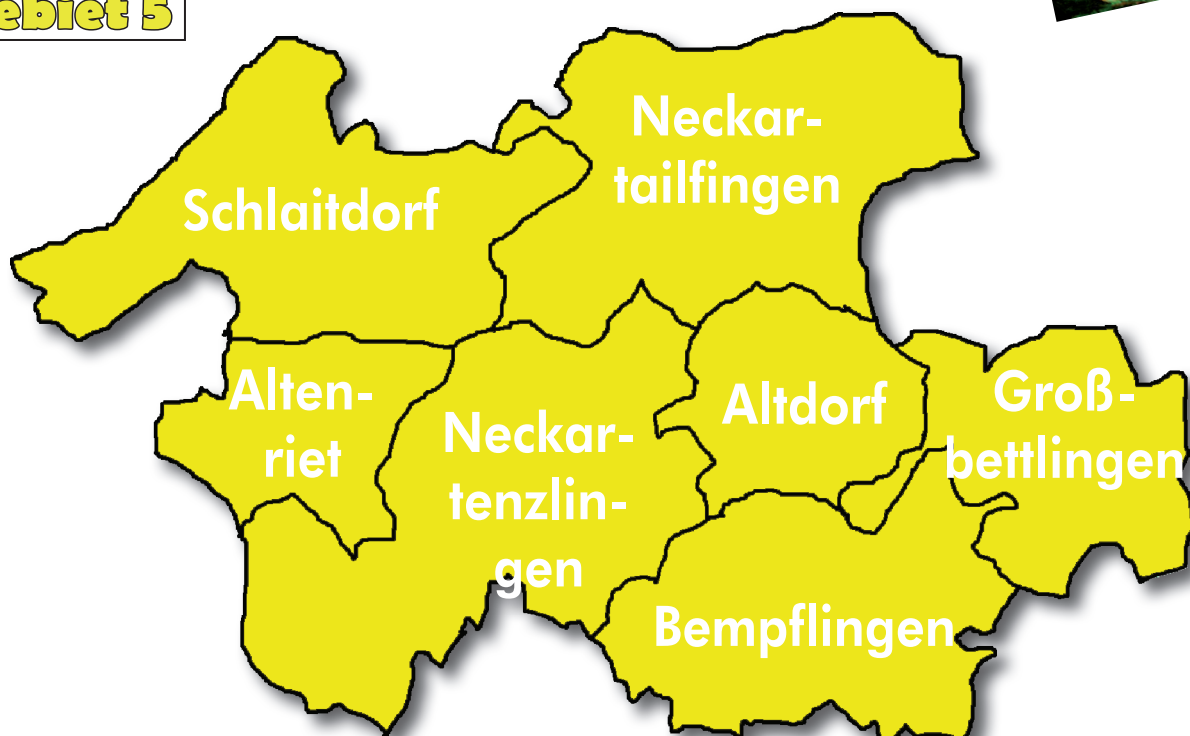 ebiet 5
Neckar-
tailfingen
Schlaitdorf
Alten-
riet
Neckar-
tenzlin-
gen
Altdorf
Groß-
bettlingen
Bempflingen